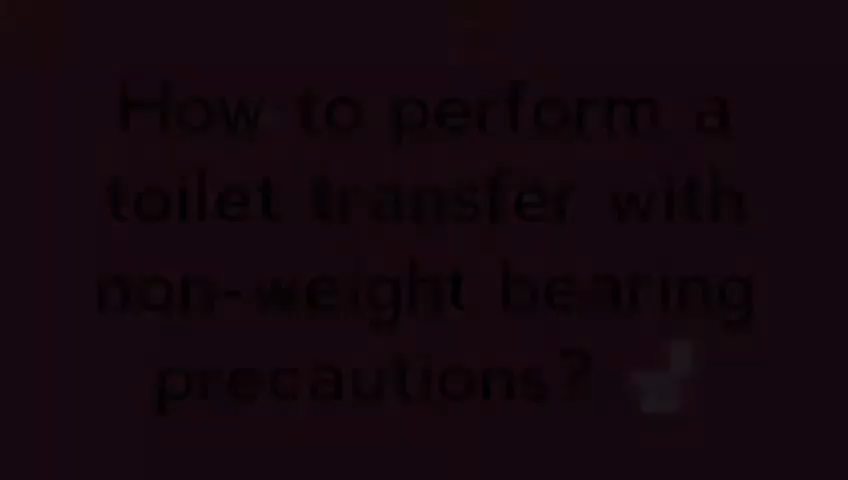 How to perform a
toilet transfer with
non-weight bearing
precautions? 🚽